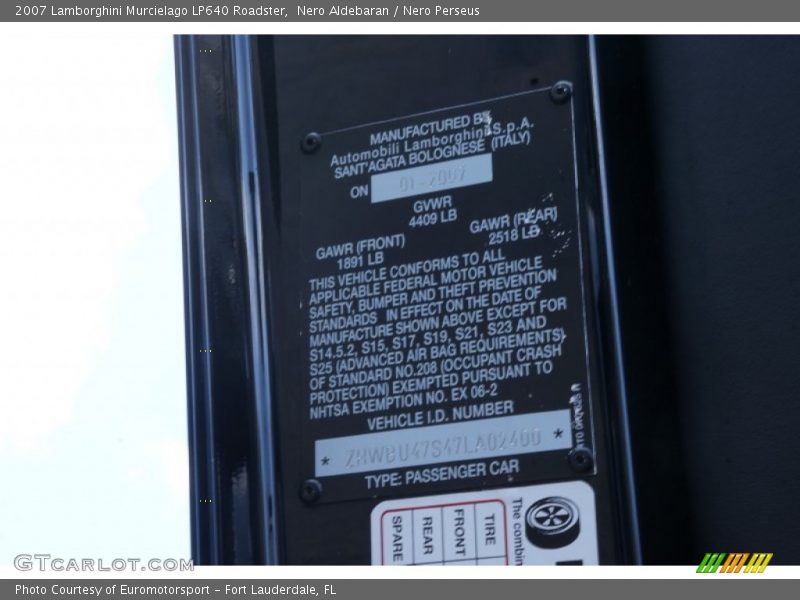 2007 Lamborghini Murcielago LP640 Roadster,  Nero Aldebaran / Nero Perseus
MANUFACTURED BY
Automobili Lamborghini S.p.A.
SANT'AGATA BOLOGNESE (ITALY)
ON 01-2007
GVWR
4409 LB
GAWR (FRONT)
1891 LB
GAWR (REAR)
2518 LB
THIS VEHICLE CONFORMS TO ALL
APPLICABLE FEDERAL MOTOR VEHICLE
SAFETY, BUMPER AND THEFT PREVENTION
STANDARDS IN EFFECT ON THE DATE OF
MANUFACTURE SHOWN ABOVE EXCEPT FOR
S14.5.2, S15, S17, S19, S21, S23 AND
S25 (ADVANCED AIR BAG REQUIREMENTS)
OF STANDARD NO.208 (OCCUPANT CRASH
PROTECTION) EXEMPTED PURSUANT TO
NHTSA EXEMPTION NO. EX 06-2
VEHICLE I.D. NUMBER
* ZHWBU47S47LA02400 *
TYPE: PASSENGER CAR
The combin
TIRE
FRONT
REAR
SPARE
GTcarlot.com
Photo Courtesy of Euromotorsport - Fort Lauderdale, FL